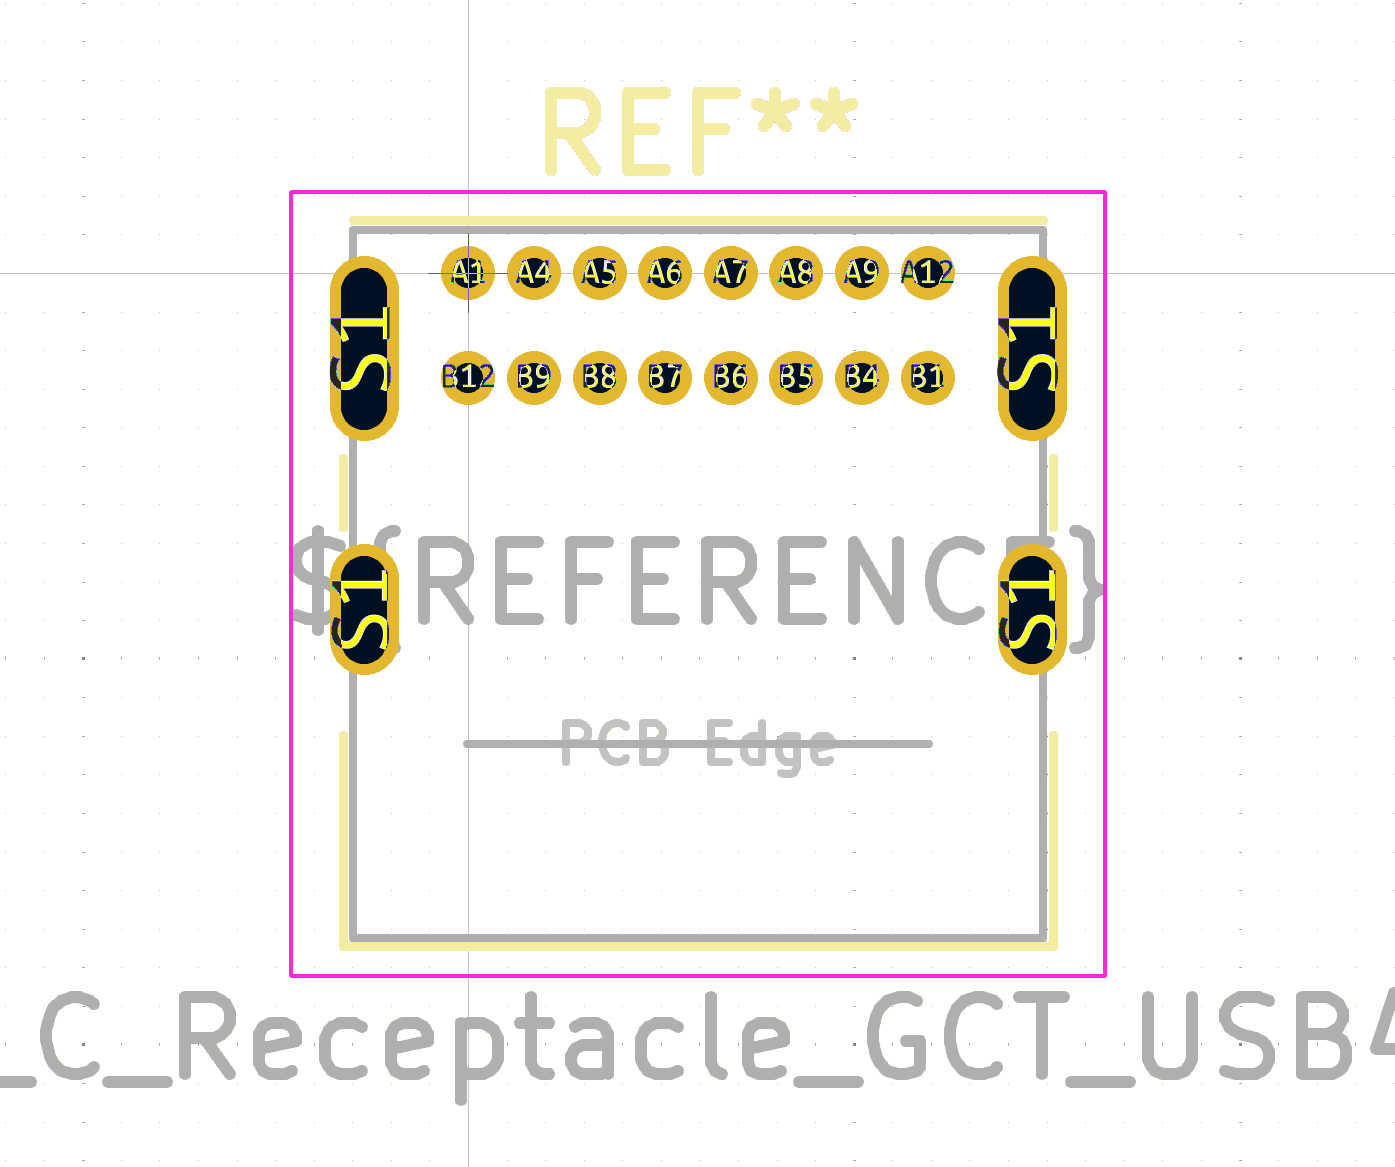 REF**
A1 A4 A5 A6 A7 A8 A9 A12
S1 S1
B12 B9 B8 B7 B6 B5 B4 B1
${REFERENCE}
S1 S1
PCB Edge
_C_Receptacle_GCT_USB4